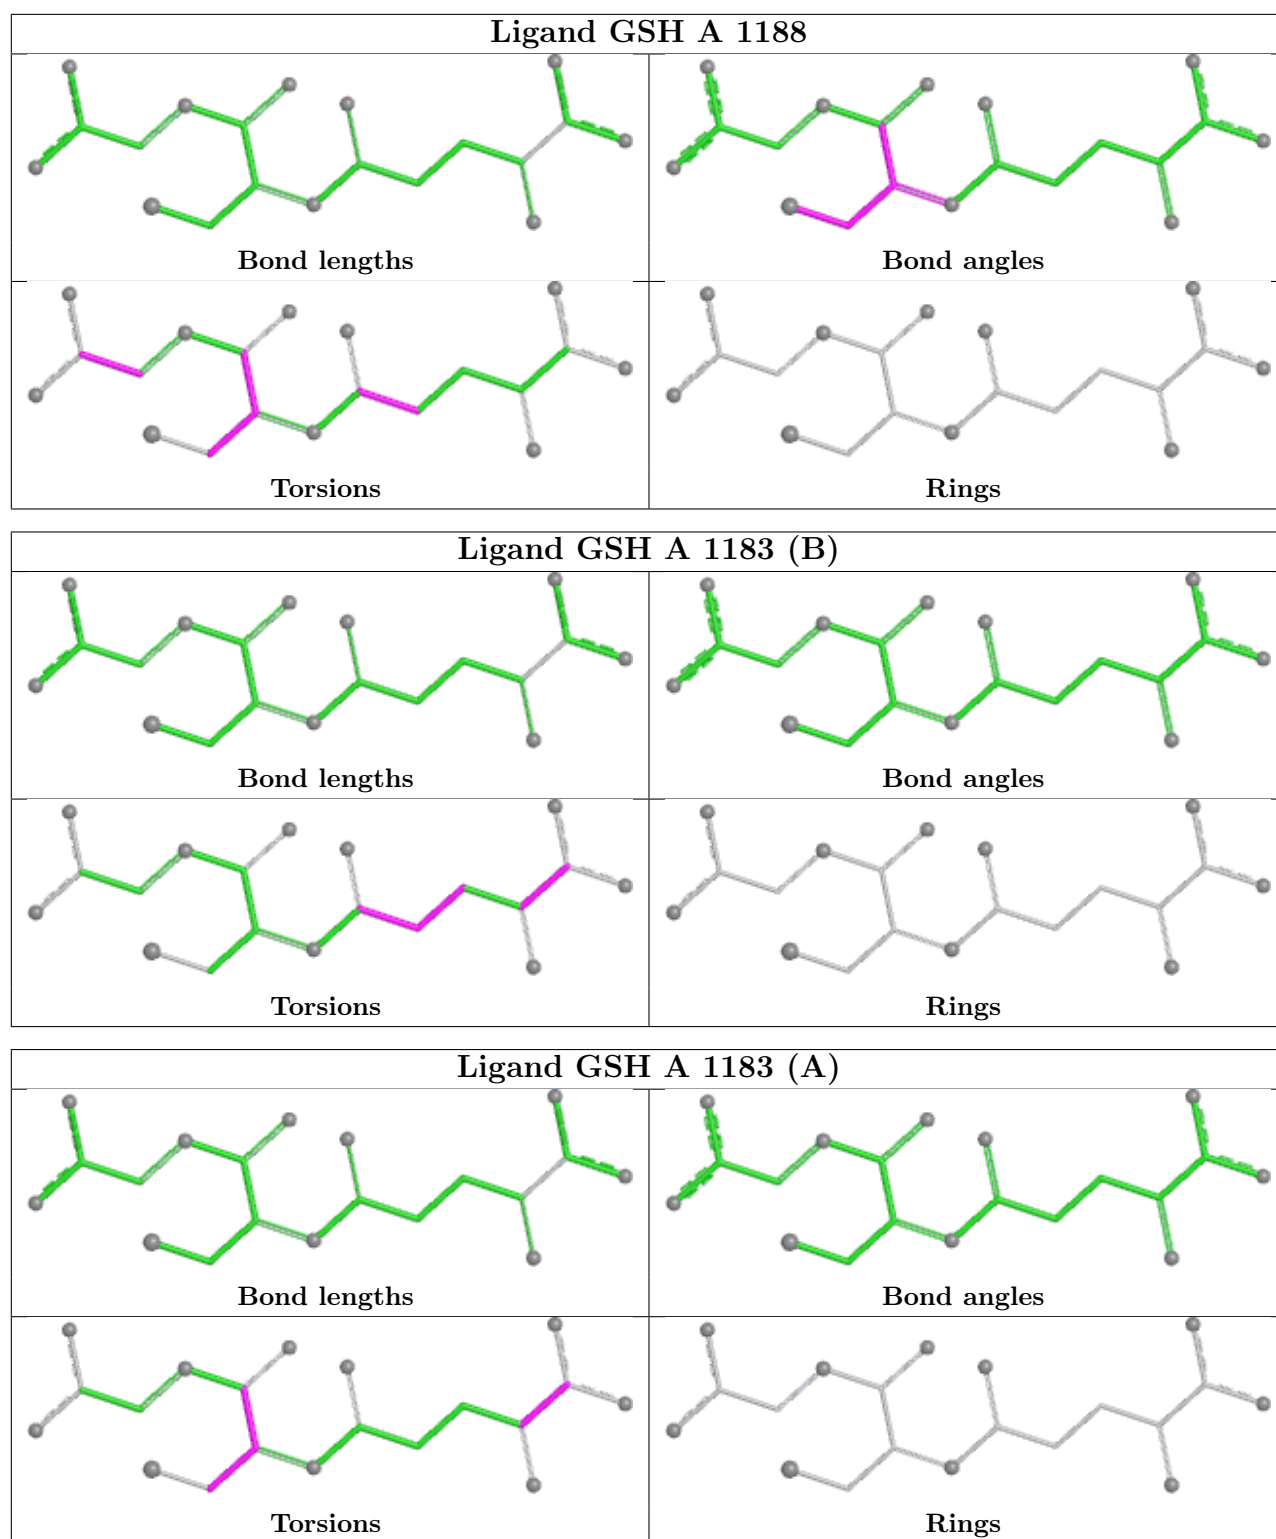 Ligand GSH A 1188
Bond lengths
Bond angles
Torsions
Rings
Ligand GSH A 1183 (B)
Bond lengths
Bond angles
Torsions
Rings
Ligand GSH A 1183 (A)
Bond lengths
Bond angles
Torsions
Rings